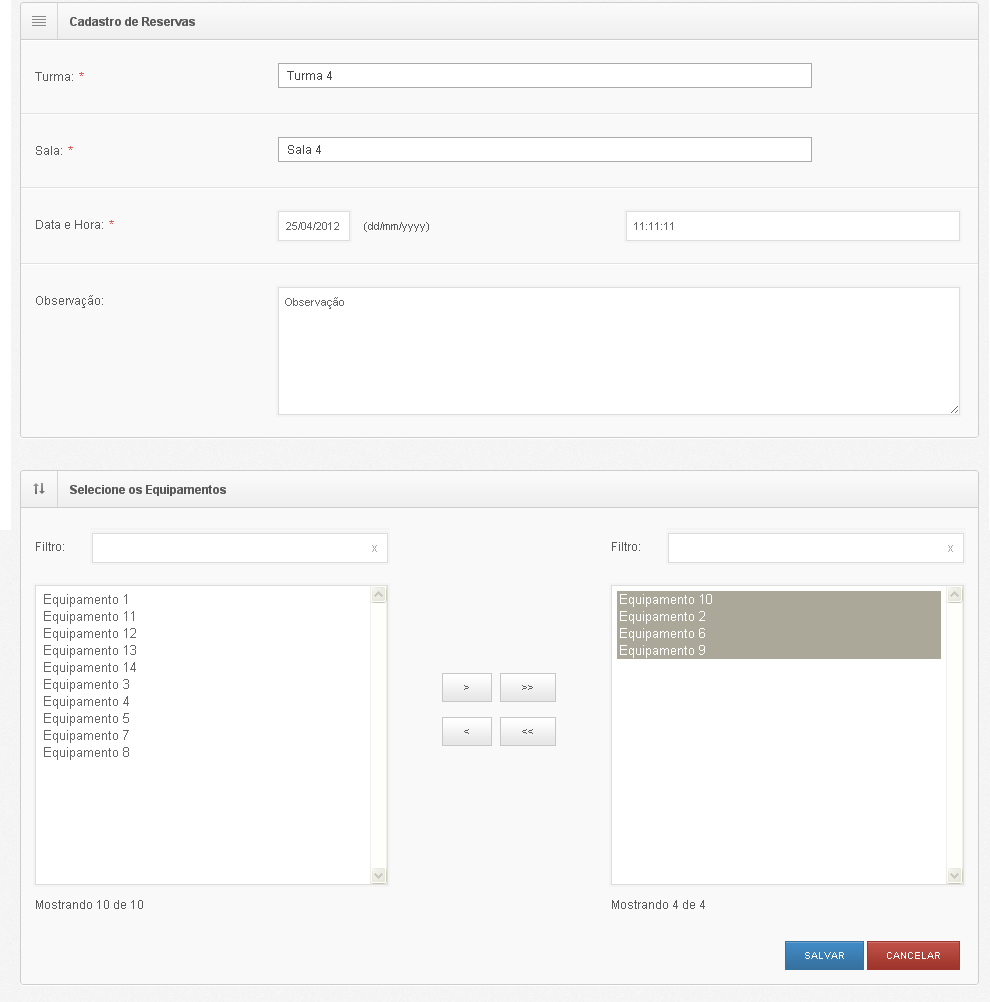 Cadastro de Reservas
Turma: *
Turma 4
Sala: *
Sala 4
Data e Hora: *
25/04/2012
(dd/mm/yyyy)
11:11:11
Observação:
Observação
Selecione os Equipamentos
Filtro:
x
Equipamento 1
Equipamento 11
Equipamento 12
Equipamento 13
Equipamento 14
Equipamento 3
Equipamento 4
Equipamento 5
Equipamento 7
Equipamento 8
Mostrando 10 de 10
>
>>
<
<<
Filtro:
x
Equipamento 10
Equipamento 2
Equipamento 6
Equipamento 9
Mostrando 4 de 4
SALVAR
CANCELAR